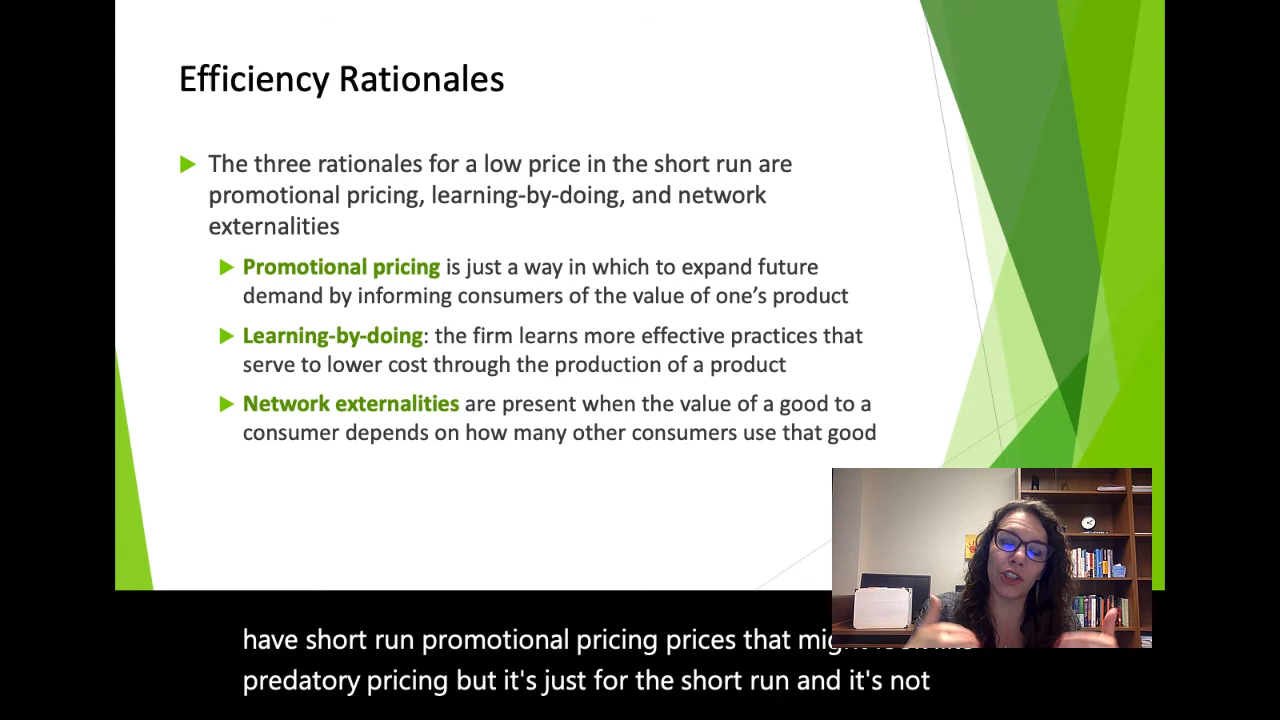 Efficiency Rationales
The three rationales for a low price in the short run are
promotional pricing, learning-by-doing, and network
externalities
Promotional pricing is just a way in which to expand future
demand by informing consumers of the value of one's product
Learning-by-doing: the firm learns more effective practices that
serve to lower cost through the production of a product
Network externalities are present when the value of a good to a
consumer depends on how many other consumers use that good
have short run promotional pricing prices that might look like
predatory pricing but it's just for the short run and it's not